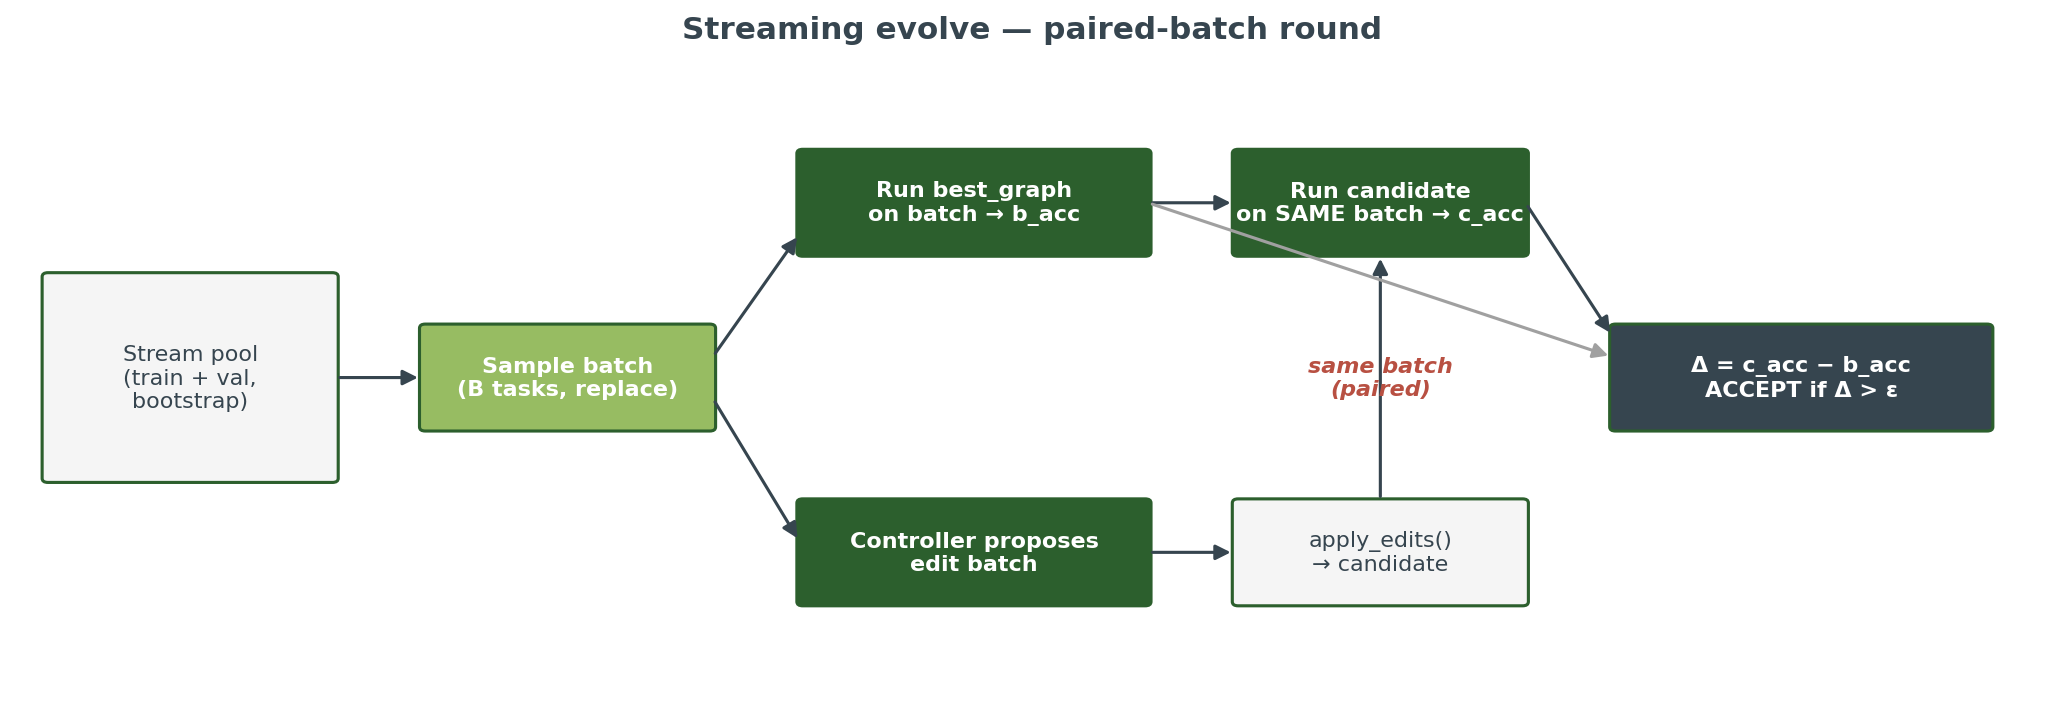 Streaming evolve — paired-batch round
Stream pool
(train + val,
bootstrap)
Sample batch
(B tasks, replace)
Run best_graph
on batch → b_acc
Run candidate
on SAME batch → c_acc
same batch
(paired)
Δ = c_acc − b_acc
ACCEPT if Δ > ε
Controller proposes
edit batch
apply_edits()
→ candidate